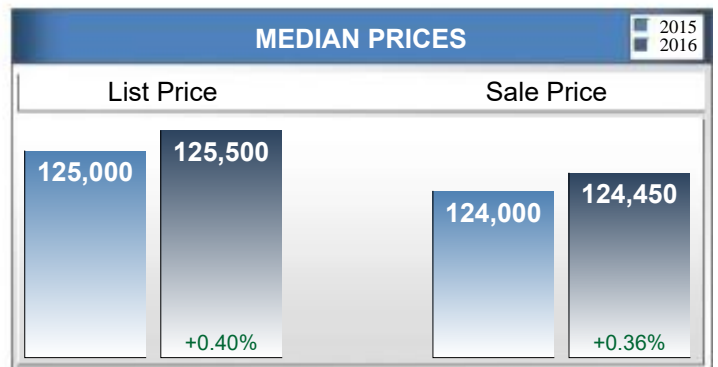 MEDIAN PRICES
2015
2016
List Price
Sale Price
125,000
125,500
124,000
124,450
+0.40%
+0.36%